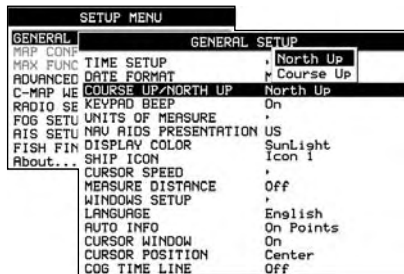 SETUP MENU
GENERAL
MAP CONF
MAX FUNC
ADVANCED
C-MAP WE
RADIO SE
FOG SETU
AIS SETU
FISH FIN
About...
GENERAL SETUP
TIME SETUP
DATE FORMAT M
COURSE UP/NORTH UP North Up
KEYPAD BEEP On
UNITS OF MEASURE
NAV AIDS PRESENTATION US
DISPLAY COLOR SunLight
SHIP ICON Icon 1
CURSOR SPEED
MEASURE DISTANCE Off
WINDOWS SETUP
LANGUAGE English
AUTO INFO On Points
CURSOR WINDOW On
CURSOR POSITION Center
COG TIME LINE Off
North Up
Course Up